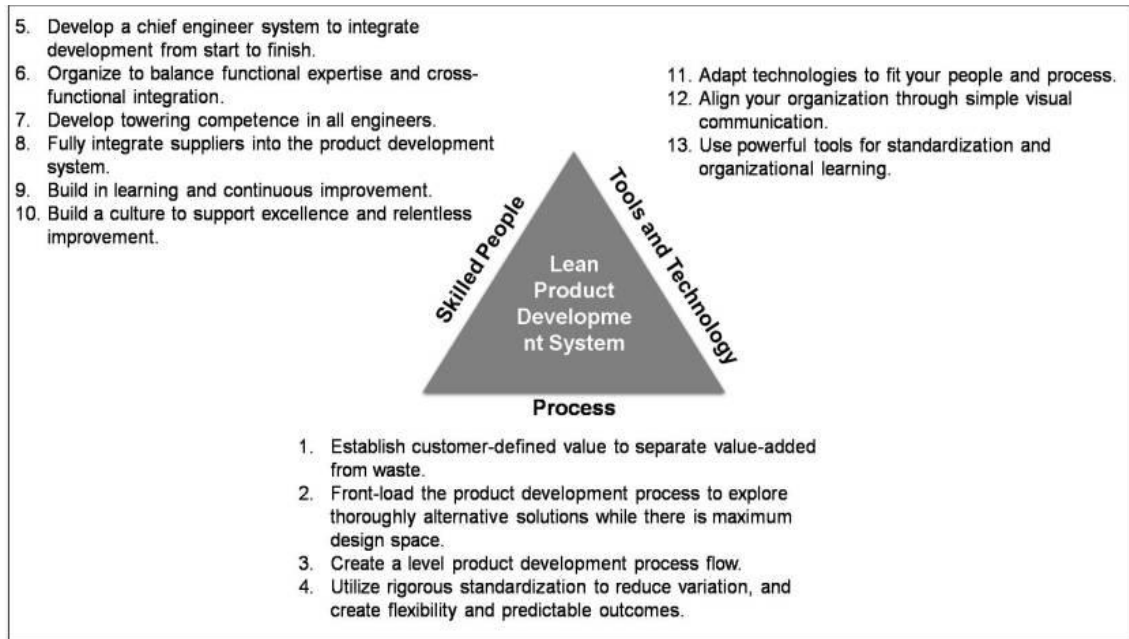 5. Develop a chief engineer system to integrate
development from start to finish.
6. Organize to balance functional expertise and cross-
functional integration.
7. Develop towering competence in all engineers.
8. Fully integrate suppliers into the product development
system.
9. Build in learning and continuous improvement.
10. Build a culture to support excellence and relentless
improvement.
11. Adapt technologies to fit your people and process.
12. Align your organization through simple visual
communication.
13. Use powerful tools for standardization and
organizational learning.
Skilled People
Tools and Technology
Lean
Product
Developme
nt System
Process
1. Establish customer-defined value to separate value-added
from waste.
2. Front-load the product development process to explore
thoroughly alternative solutions while there is maximum
design space.
3. Create a level product development process flow.
4. Utilize rigorous standardization to reduce variation, and
create flexibility and predictable outcomes.